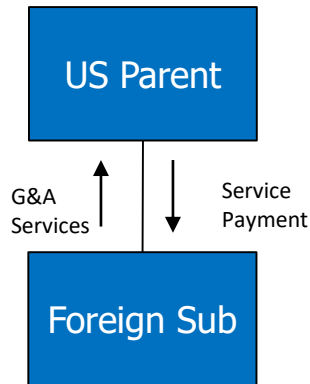 US Parent
G&A
Services
Service
Payment
Foreign Sub